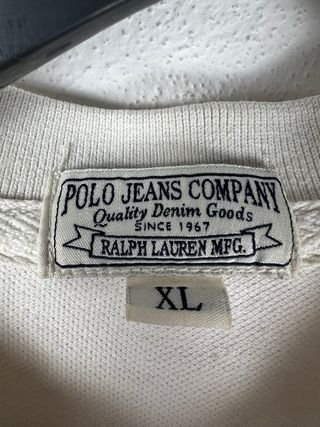 POLO JEANS COMPANY
Quality Denim Goods
SINCE 1967
RALPH LAUREN MFG.
XL